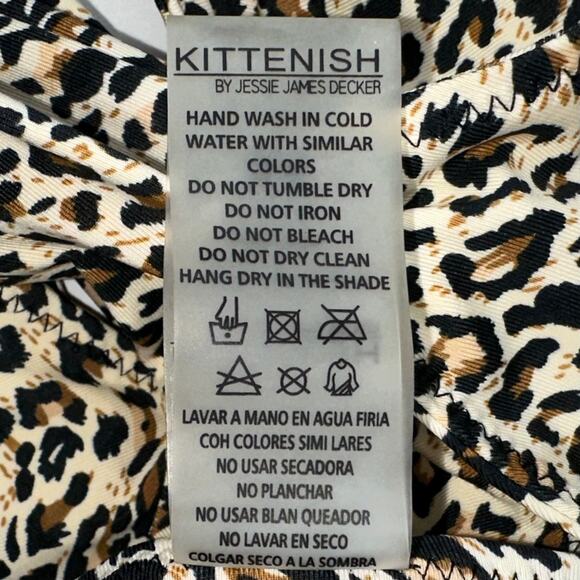 KITTENISH
BY JESSIE JAMES DECKER
HAND WASH IN COLD
WATER WITH SIMILAR
COLORS
DO NOT TUMBLE DRY
DO NOT IRON
DO NOT BLEACH
DO NOT DRY CLEAN
HANG DRY IN THE SHADE
LAVAR A MANO EN AGUA FIRIA
COH COLORES SIMI LARES
NO USAR SECADORA
NO PLANCHAR
NO USAR BLAN QUEADOR
NO LAVAR EN SECO
COLGAR SECO A LA SOMBRA